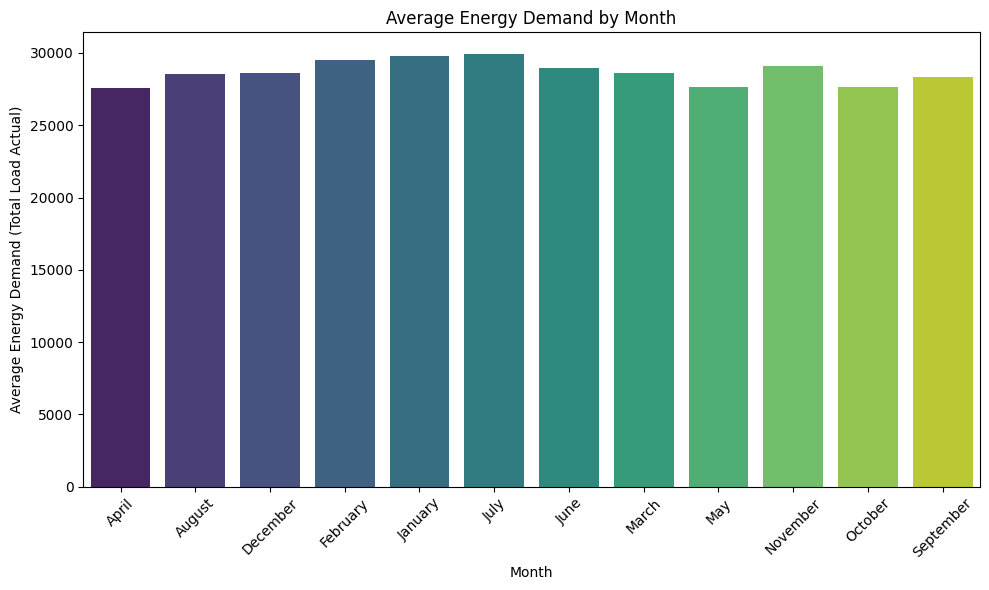 Average Energy Demand by Month
Average Energy Demand (Total Load Actual)
30000
25000
20000
15000
10000
5000
0
April
August
December
February
January
July
June
March
May
November
October
September
Month